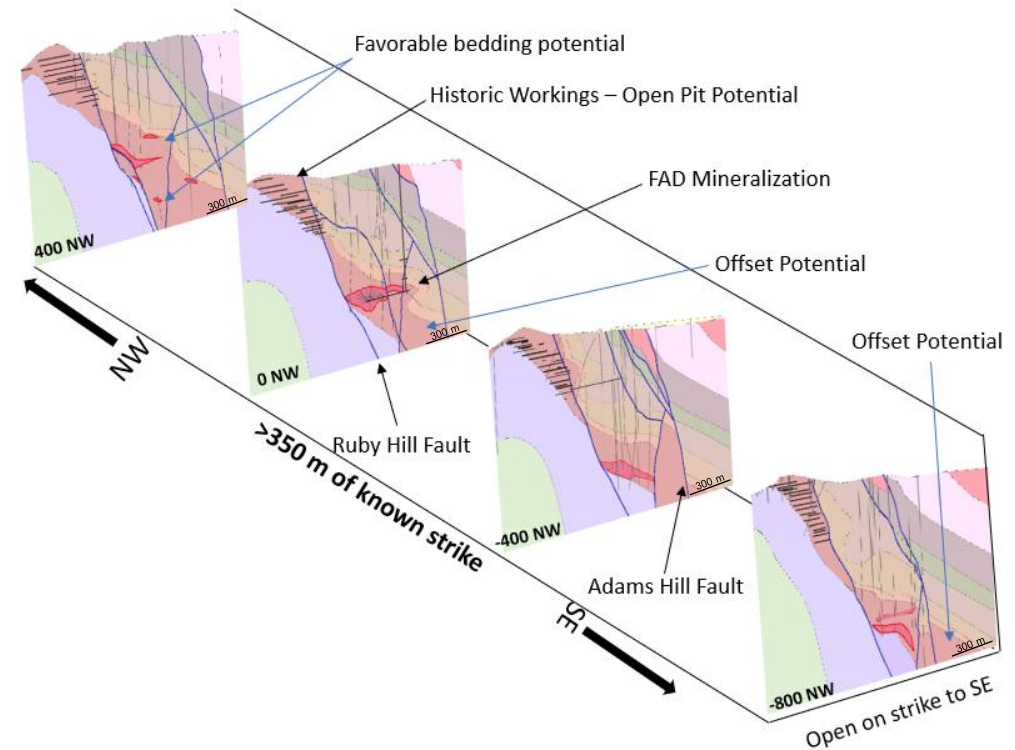 Favorable bedding potential
Historic Workings – Open Pit Potential
FAD Mineralization
Offset Potential
Offset Potential
300 m
400 NW
300 m
0 NW
NW
Ruby Hill Fault
>350 m of known strike
300 m
-400 NW
Adams Hill Fault
SE
300 m
-800 NW
Open on strike to SE